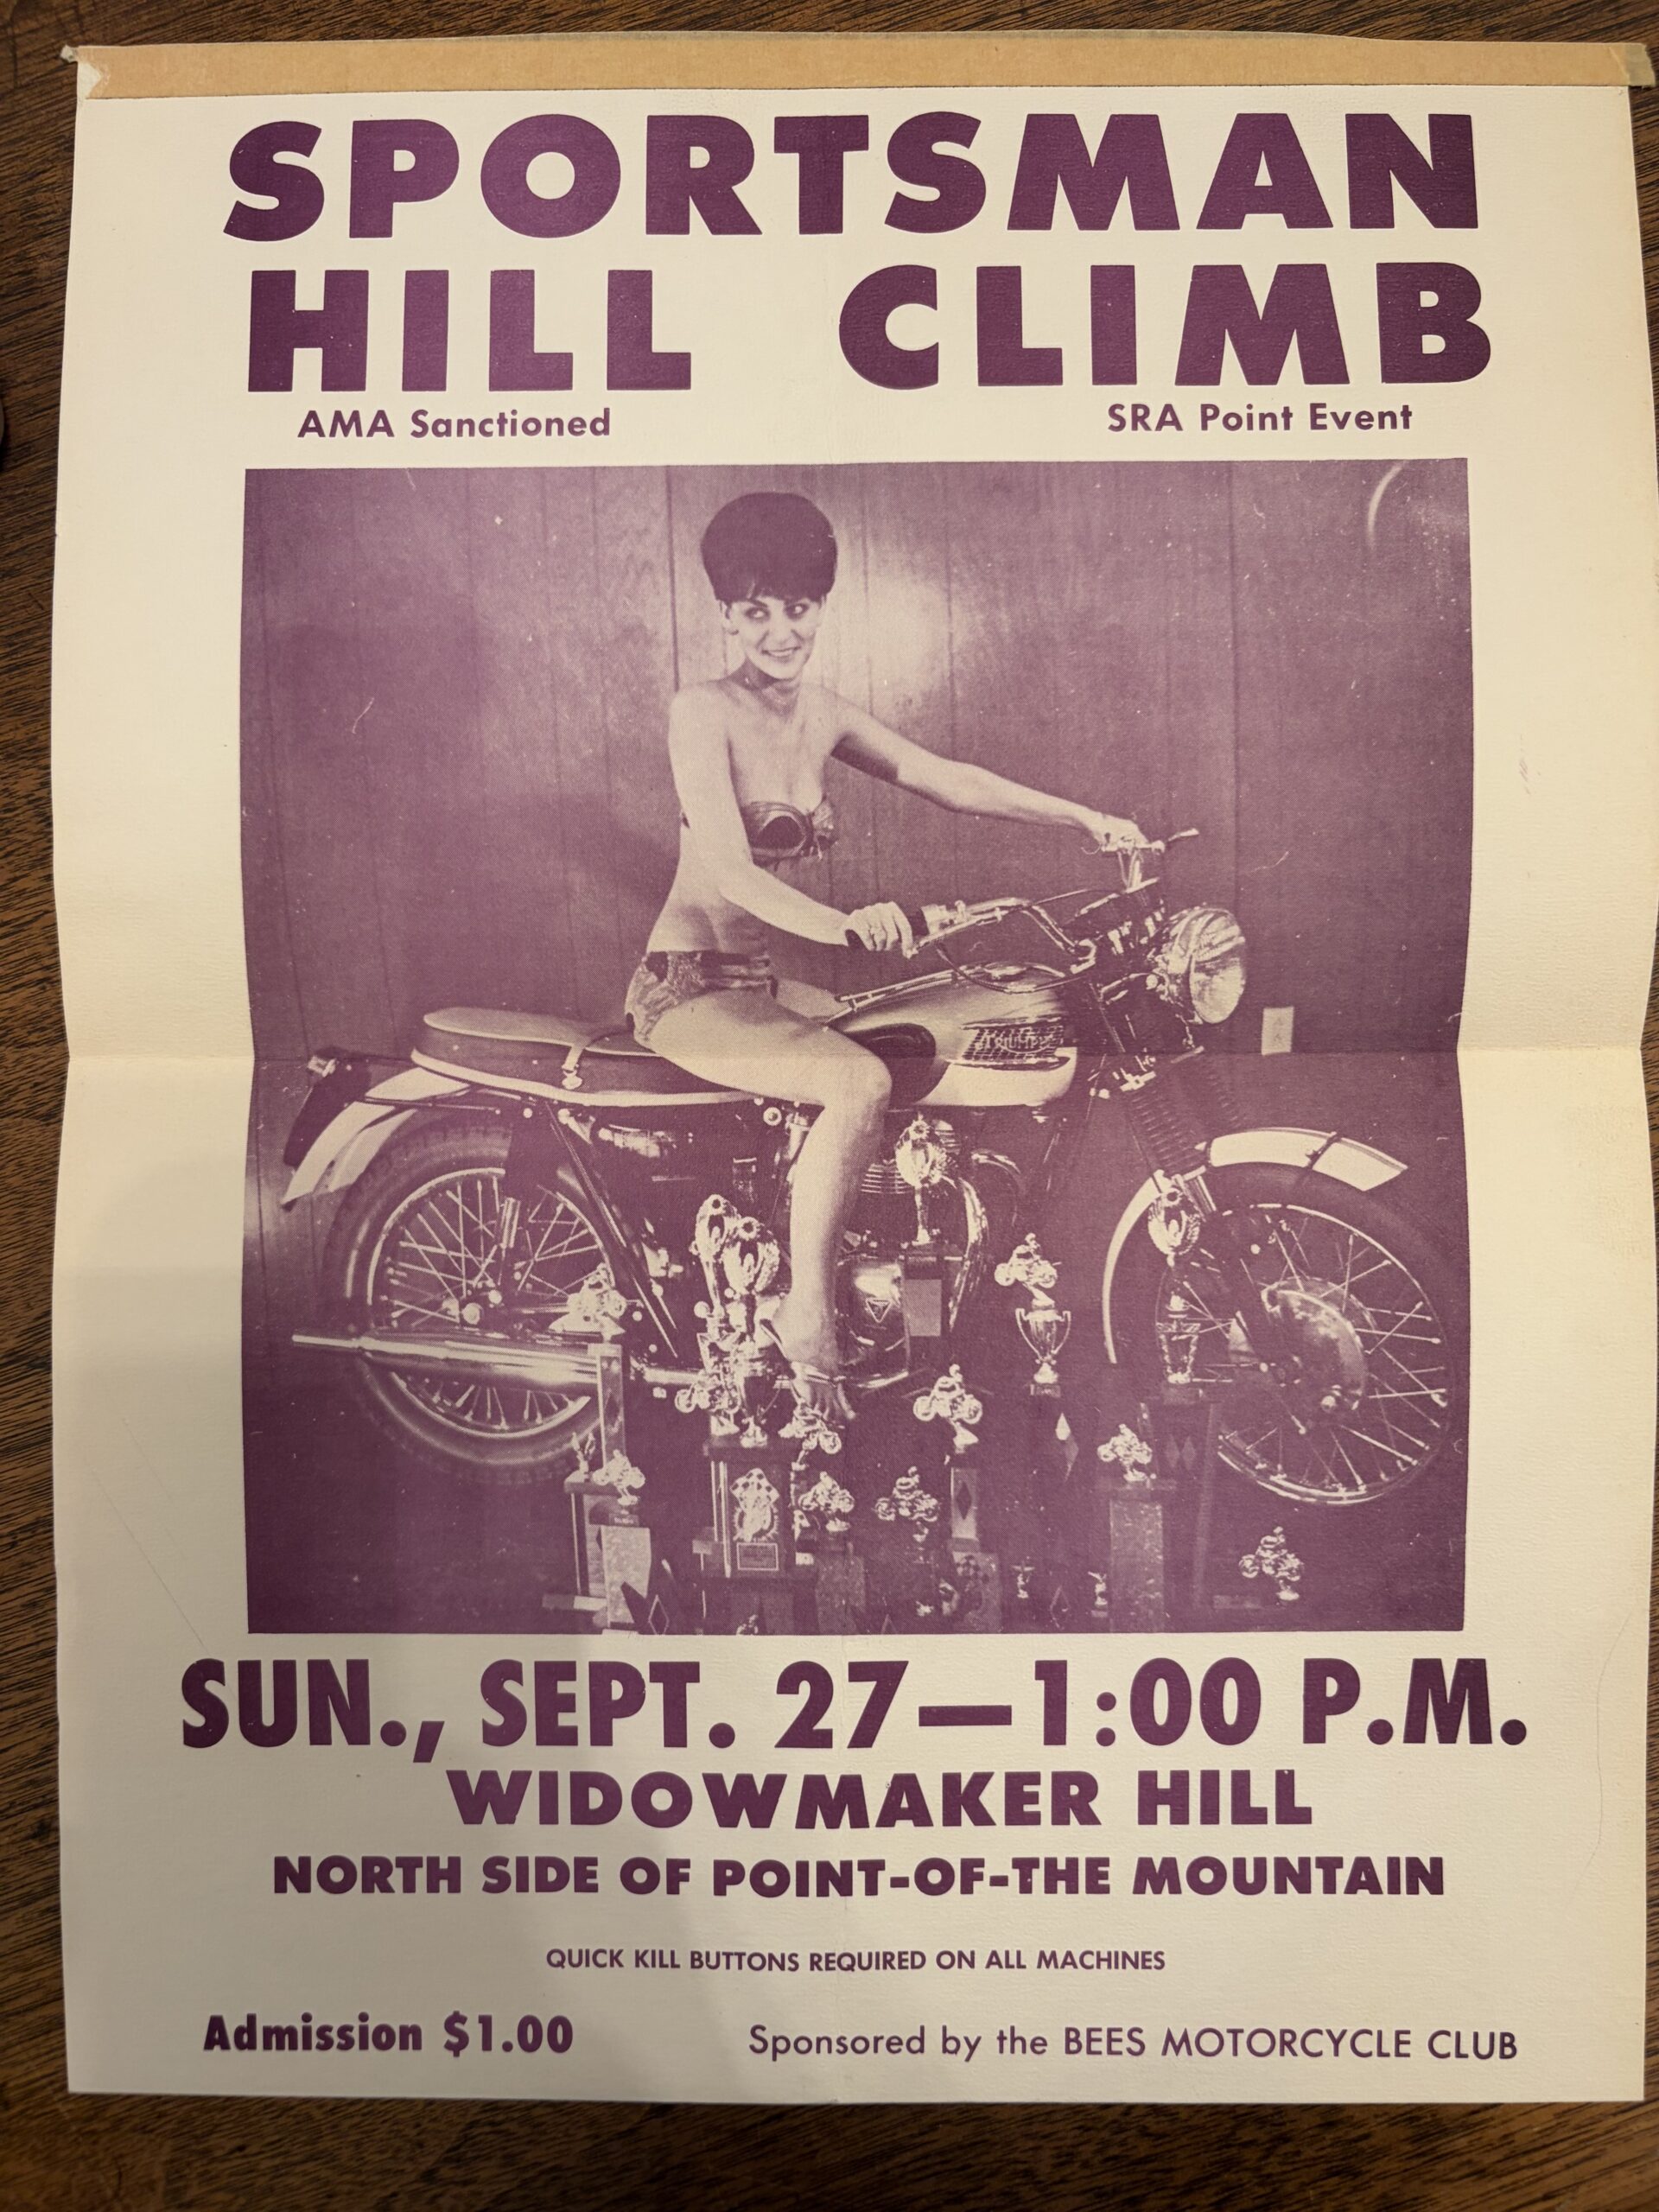 SPORTSMAN
HILL CLIMB
AMA Sanctioned SRA Point Event
TRIUMPH
SUN., SEPT. 27—1:00 P.M.
WIDOWMAKER HILL
NORTH SIDE OF POINT-OF-THE MOUNTAIN
QUICK KILL BUTTONS REQUIRED ON ALL MACHINES
Admission $1.00 Sponsored by the BEES MOTORCYCLE CLUB